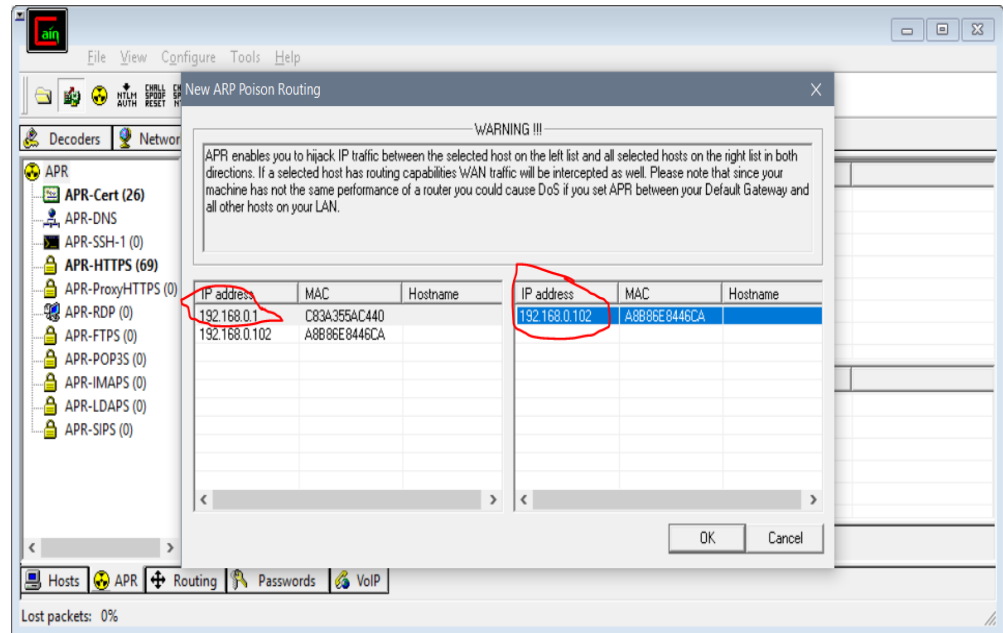 Cain
File View Configure Tools Help
NTLM AUTH CHALL SPOOF RESET
New ARP Poison Routing
Decoders Networ
WARNING !!!
APR enables you to hijack IP traffic between the selected host on the left list and all selected hosts on the right list in both
directions. If a selected host has routing capabilities WAN traffic will be intercepted as well. Please note that since your
machine has not the same performance of a router you could cause DoS if you set APR between your Default Gateway and
all other hosts on your LAN.
APR
APR-Cert (26)
APR-DNS
APR-SSH-1 (0)
APR-HTTPS (69)
APR-ProxyHTTPS (0)
APR-RDP (0)
APR-FTPS (0)
APR-POP3S (0)
APR-IMAPS (0)
APR-LDAPS (0)
APR-SIPS (0)
IP address MAC Hostname
192.168.0.1 C83A355AC440
192.168.0.102 A8B86E8446CA
IP address MAC Hostname
192.168.0.102 A8B86E8446CA
OK Cancel
Hosts APR Routing Passwords VoIP
Lost packets: 0%